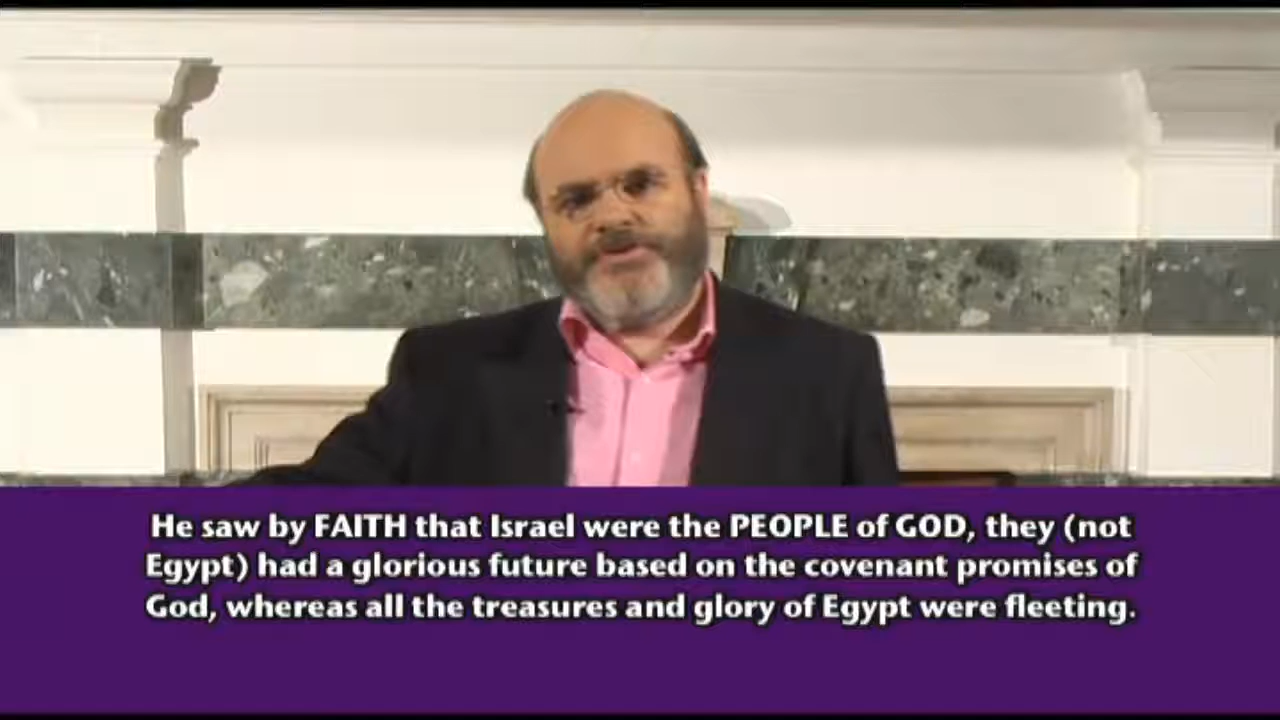 He saw by FAITH that Israel were the PEOPLE of GOD, they (not
Egypt) had a glorious future based on the covenant promises of
God, whereas all the treasures and glory of Egypt were fleeting.